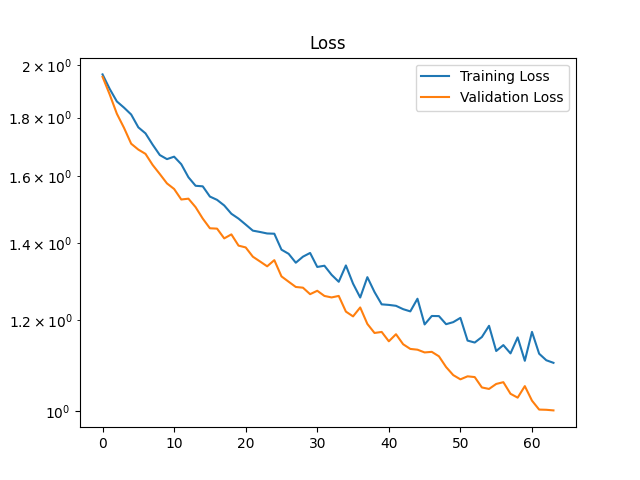 Loss
2 × 10⁰
1.8 × 10⁰
1.6 × 10⁰
1.4 × 10⁰
1.2 × 10⁰
10⁰
Training Loss
Validation Loss
0 10 20 30 40 50 60